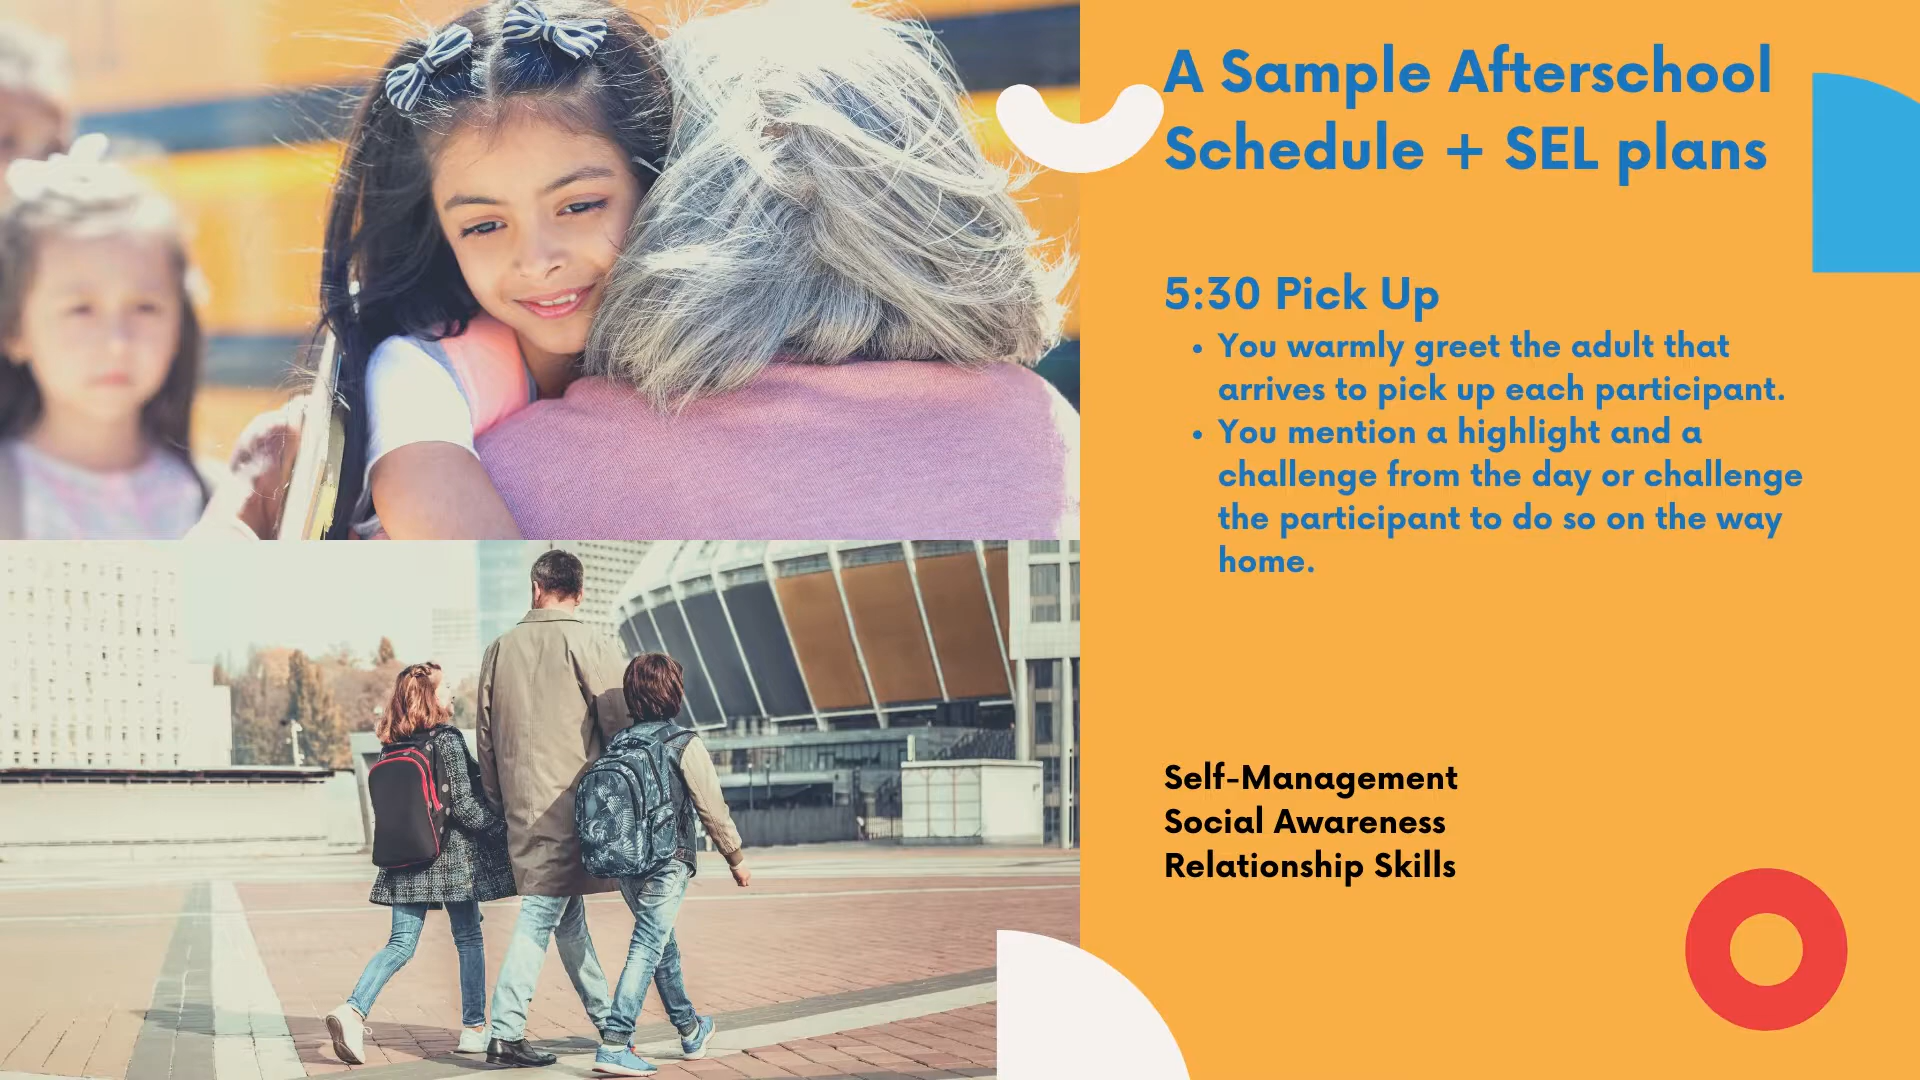 A Sample Afterschool
Schedule + SEL plans
5:30 Pick Up
• You warmly greet the adult that
arrives to pick up each participant.
• You mention a highlight and a
challenge from the day or challenge
the participant to do so on the way
home.
Self-Management
Social Awareness
Relationship Skills